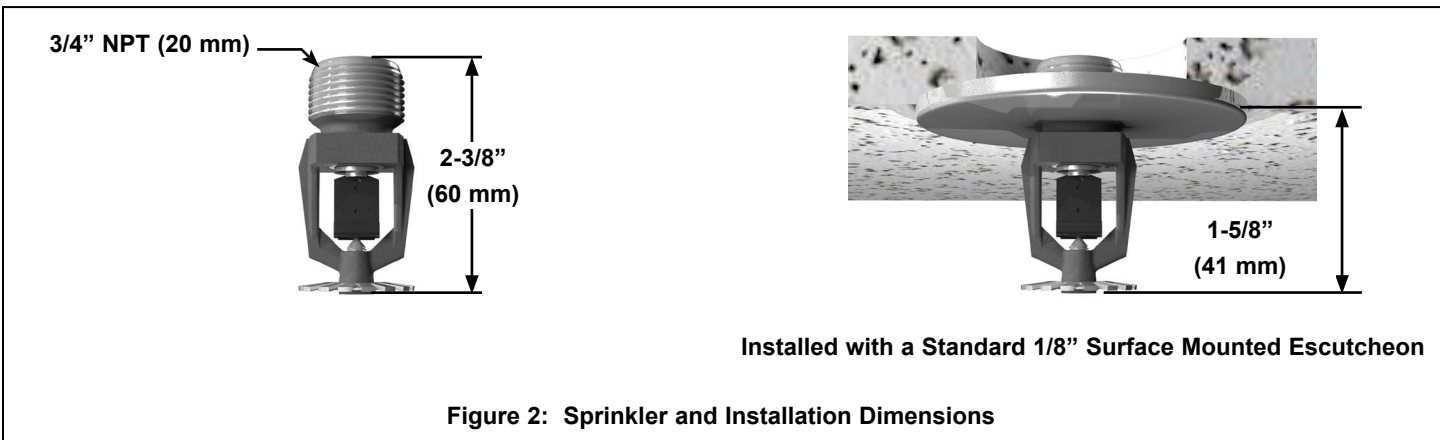 3/4” NPT (20 mm)
2-3/8”
(60 mm)
1-5/8”
(41 mm)
Installed with a Standard 1/8” Surface Mounted Escutcheon
Figure 2: Sprinkler and Installation Dimensions